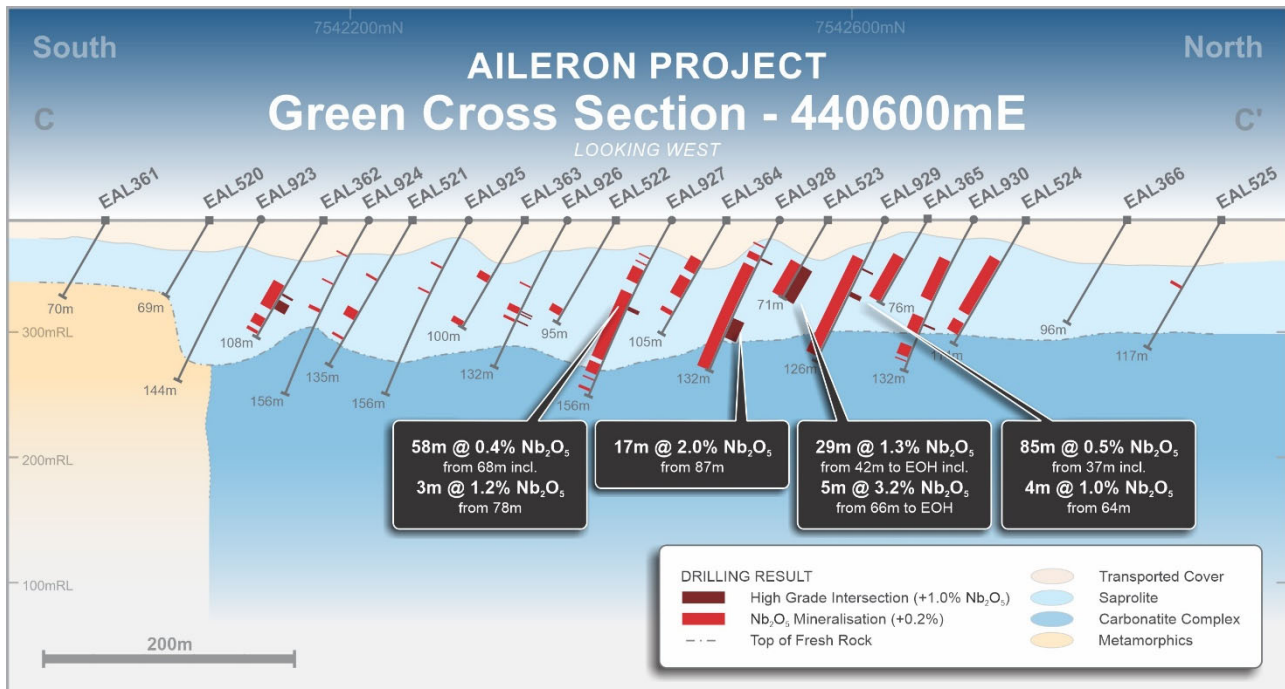 7542200mN
7542600mN
South
North
AILERON PROJECT
C
Green Cross Section - 440600mE
C'
LOOKING WEST
EAL361
EAL520
EAL923
EAL362
EAL924
EAL521
EAL925
EAL363
EAL926
EAL522
EAL927
EAL364
EAL928
EAL523
EAL929
EAL365
EAL930
EAL524
EAL366
EAL525
70m
69m
144m
108m
156m
135m
156m
100m
132m
95m
156m
105m
132m
71m
126m
76m
132m
96m
117m
300mRL
200mRL
100mRL
58m @ 0.4% Nb₂O₅
from 68m incl.
3m @ 1.2% Nb₂O₅
from 78m
17m @ 2.0% Nb₂O₅
from 87m
29m @ 1.3% Nb₂O₅
from 42m to EOH incl.
5m @ 3.2% Nb₂O₅
from 66m to EOH
85m @ 0.5% Nb₂O₅
from 37m incl.
4m @ 1.0% Nb₂O₅
from 64m
200m
DRILLING RESULT
High Grade Intersection (+1.0% Nb₂O₅)
Nb₂O₅ Mineralisation (+0.2%)
Top of Fresh Rock
Transported Cover
Saprolite
Carbonatite Complex
Metamorphics